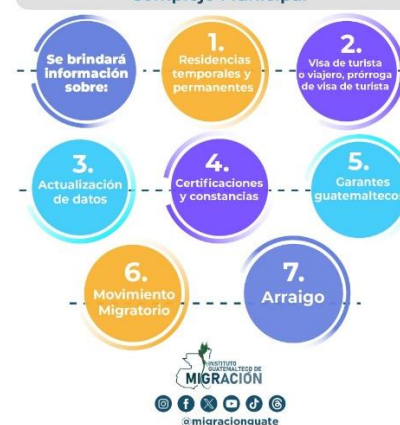 Complejo Municipal
Se brindará
información
sobre:
1.
Residencias
temporales y
permanentes
2.
Visa de turista
o viajero, prórroga
de visa de turista
3.
Actualización
de datos
4.
Certificaciones
y constancias
5.
Garantes
guatemaltecos
6.
Movimiento
Migratorio
7.
Arraigo
INSTITUTO
GUATEMALTECO DE
MIGRACIÓN
@migracionguate